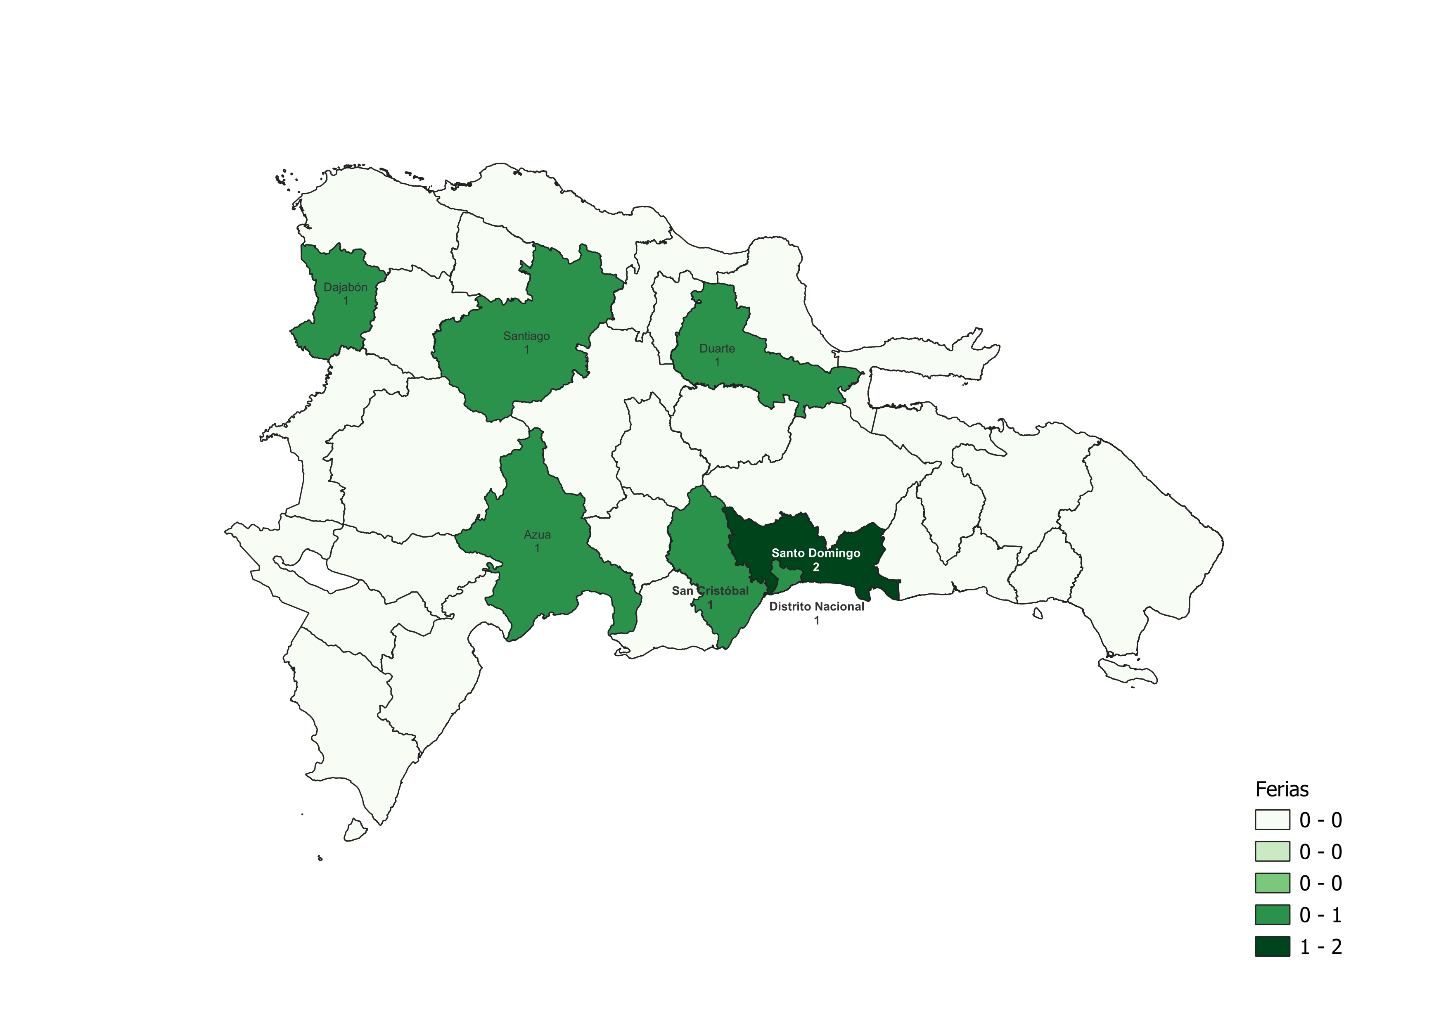 Dajabón
1
Santiago
1
Duarte
1
Azua
1
Santo Domingo
2
San Cristóbal
1
Distrito Nacional
1
Ferias
0 - 0
0 - 0
0 - 0
0 - 1
1 - 2